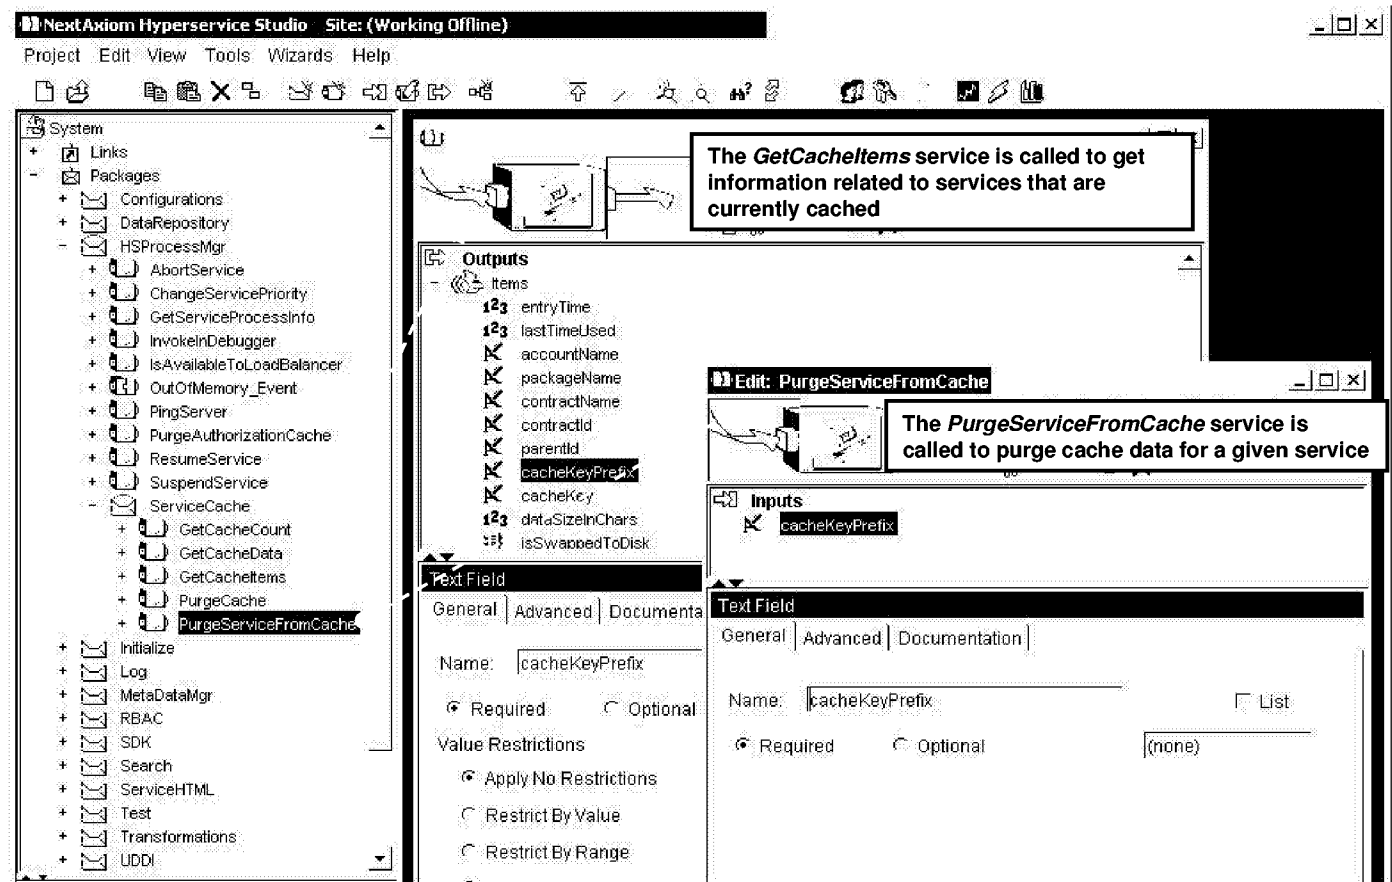 NextAxiom Hyperservice Studio Site: (Working Offline)
Project Edit View Tools Wizards Help
System
+ Links
- Packages
+ Configurations
+ DataRepository
- HSProcessMgr
+ AbortService
+ ChangeServicePriority
+ GetServiceProcessInfo
+ InvokeInDebugger
+ IsAvailableToLoadBalancer
+ OutOfMemory_Event
+ PingServer
+ PurgeAuthorizationCache
+ ResumeService
+ SuspendService
- ServiceCache
+ GetCacheCount
+ GetCacheData
+ GetCacheItems
+ PurgeCache
+ PurgeServiceFromCache
+ Initialize
+ Log
+ MetaDataMgr
+ RBAC
+ SDK
+ Search
+ ServiceHTML
+ Test
+ Transformations
+ UDDI
The GetCacheItems service is called to get
information related to services that are
currently cached
Outputs
- Items
123 entryTime
123 lastTimeUsed
accountName
packageName
contractName
contractId
parentId
cacheKeyPrefix
cacheKey
123 dataSizeInChars
isSwappedToDisk
Text Field
General Advanced Documenta
Name: cacheKeyPrefix
Required Optional
Value Restrictions
Apply No Restrictions
Restrict By Value
Restrict By Range
Edit: PurgeServiceFromCache
The PurgeServiceFromCache service is
called to purge cache data for a given service
Inputs
cacheKeyPrefix
Text Field
General Advanced Documentation
Name: cacheKeyPrefix List
Required Optional (none)